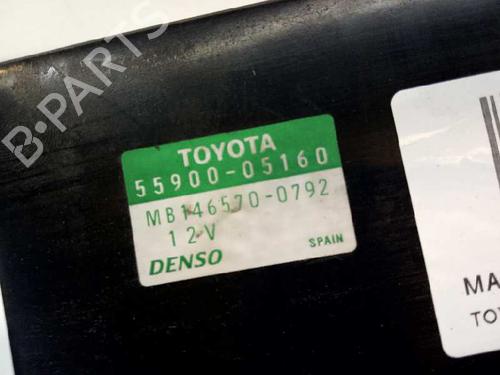 B-PARTS
TOYOTA
55900-05160
MB146570-0792
12V
DENSO SPAIN
MA
TO